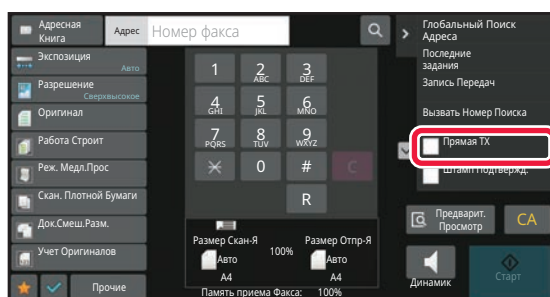 Адресная
Книга
Адрес
Номер факса
Глобальный Поиск
Адреса
Экспозиция
Авто
Последние
задания
Разрешение
Сверхвысокое
Запись Передач
Оригинал
Вызвать Номер Поиска
Работа Строит
Прямая TX
Реж. Медл.Прос
Штамп Подтвержд.
Скан. Плотной Бумаги
Док.Смеш.Разм.
Учет Оригиналов
Прочие
1
2
ABC
3
DEF
4
GHI
5
JKL
6
MNO
7
PQRS
8
TUV
9
WXYZ
0
#
C
R
Размер Скан-Я
100%
Размер Отпр-Я
Авто
Авто
A4
A4
Память приема Факса: 100%
Предварит.
Просмотр
CA
Динамик
Старт